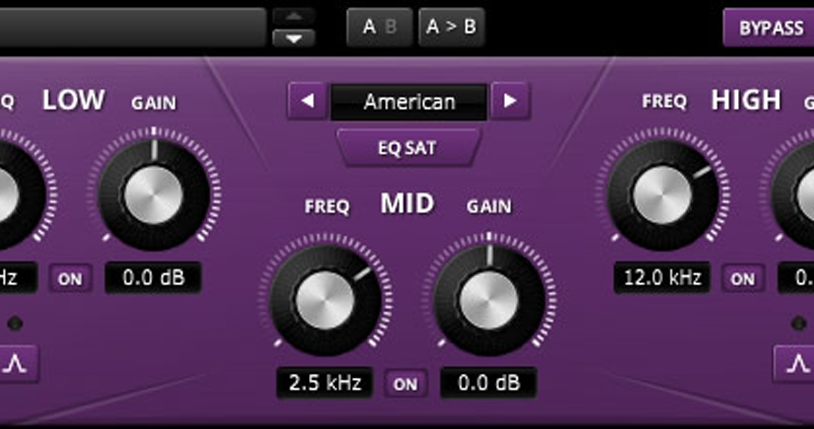 A B
A > B
BYPASS
Q LOW GAIN
American
FREQ HIGH G
EQ SAT
FREQ MID GAIN
Hz ON 0.0 dB
12.0 kHz ON 0.
2.5 kHz ON 0.0 dB